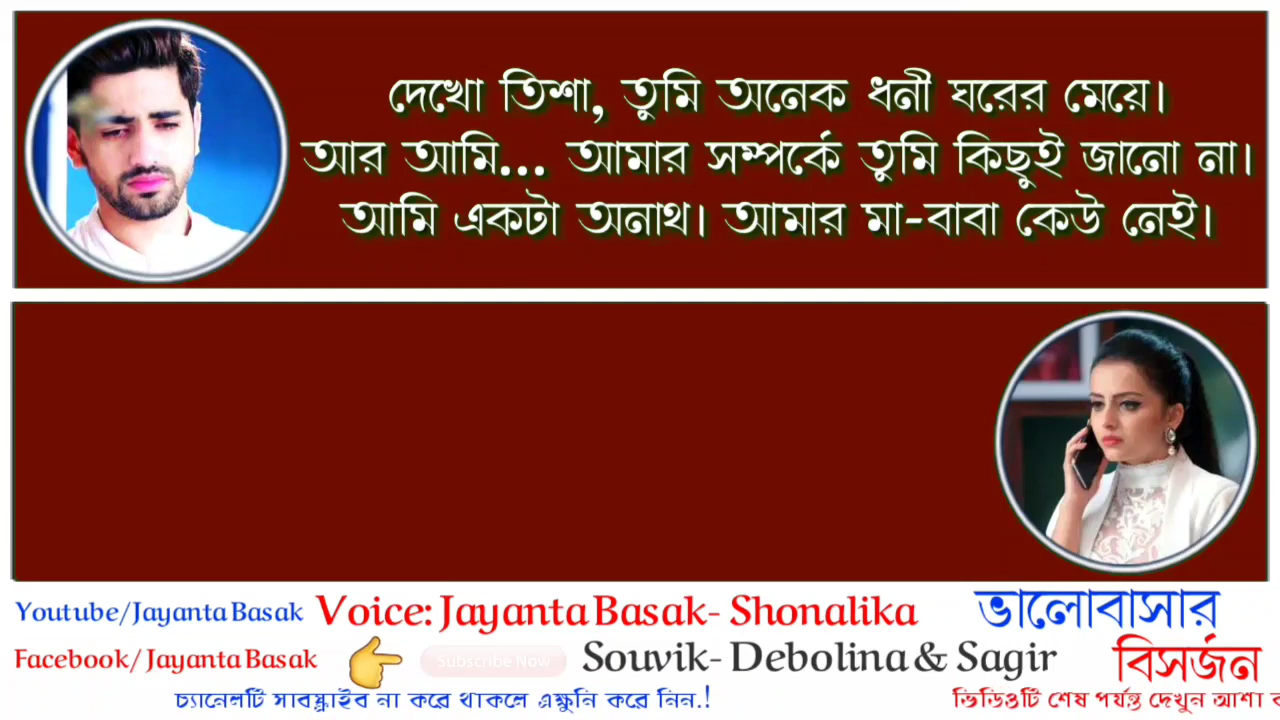 দেখো তিশা, তুমি অনেক ধনী ঘরের মেয়ে।
আর আমি... আমার সম্পর্কে তুমি কিছুই জানো না।
আমি একটা অনাথ। আমার মা-বাবা কেউ নেই।
Youtube/Jayanta Basak
Voice: Jayanta Basak- Shonalika
ভালোবাসার
Facebook/ Jayanta Basak
Subscribe Now
Souvik- Debolina & Sagir
বিসর্জন
চ্যানেলটি সাবস্ক্রাইব না করে থাকলে এক্ষুনি করে নিন.!
ভিডিওটি শেষ পর্যন্ত দেখুন আশা